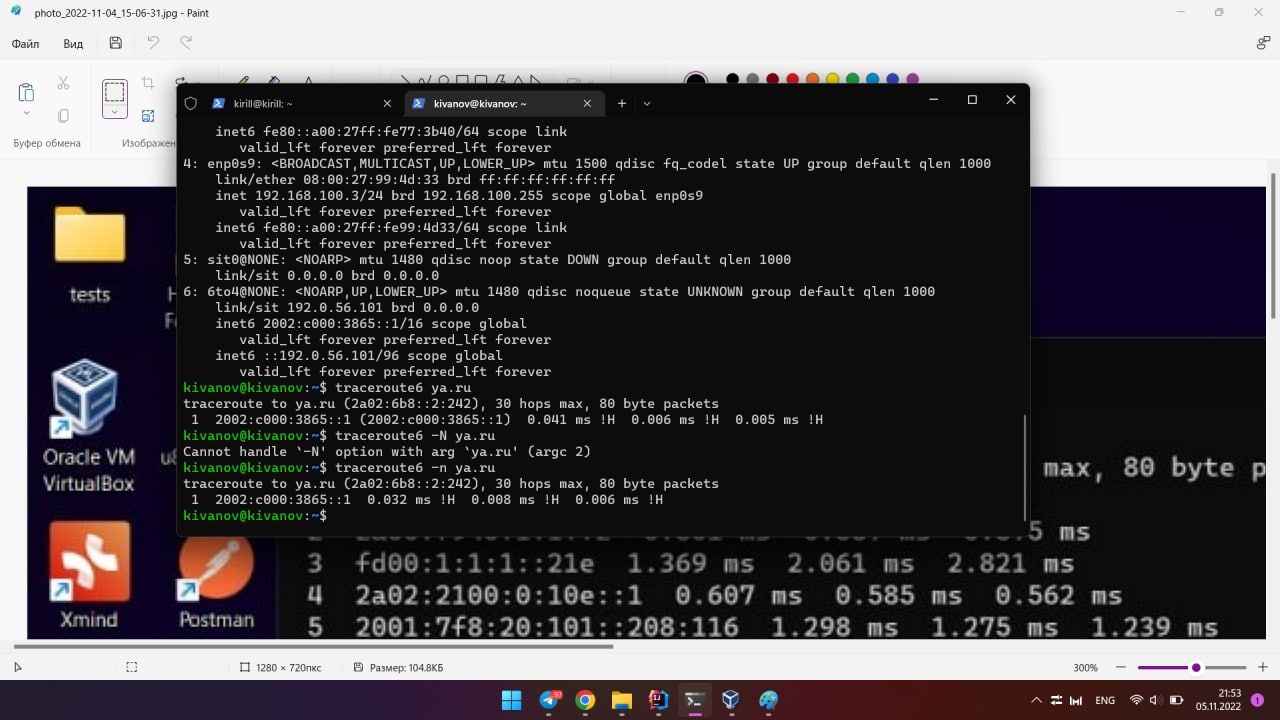 photo_2022-11-04_15-06-31.jpg - Paint
Файл Вид
Буфер обмена
kirill@kirill: ~
kivanov@kivanov: ~
inet6 fe80::a00:27ff:fe77:3b40/64 scope link
valid_lft forever preferred_lft forever
4: enp0s9: <BROADCAST,MULTICAST,UP,LOWER_UP> mtu 1500 qdisc fq_codel state UP group default qlen 1000
link/ether 08:00:27:99:4d:33 brd ff:ff:ff:ff:ff:ff
inet 192.168.100.3/24 brd 192.168.100.255 scope global enp0s9
valid_lft forever preferred_lft forever
inet6 fe80::a00:27ff:fe99:4d33/64 scope link
valid_lft forever preferred_lft forever
5: sit0@NONE: <NOARP> mtu 1480 qdisc noop state DOWN group default qlen 1000
link/sit 0.0.0.0 brd 0.0.0.0
6: 6to4@NONE: <NOARP,UP,LOWER_UP> mtu 1480 qdisc noqueue state UNKNOWN group default qlen 1000
link/sit 192.0.56.101 brd 0.0.0.0
inet6 2002:c000:3865::1/16 scope global
valid_lft forever preferred_lft forever
inet6 ::192.0.56.101/96 scope global
valid_lft forever preferred_lft forever
kivanov@kivanov:~$ traceroute6 ya.ru
traceroute to ya.ru (2a02:6b8::2:242), 30 hops max, 80 byte packets
1 2002:c000:3865::1 (2002:c000:3865::1) 0.041 ms !H 0.006 ms !H 0.005 ms !H
kivanov@kivanov:~$ traceroute6 -N ya.ru
Cannot handle `-N' option with arg `ya.ru' (argc 2)
kivanov@kivanov:~$ traceroute6 -n ya.ru
traceroute to ya.ru (2a02:6b8::2:242), 30 hops max, 80 byte packets
1 2002:c000:3865::1 0.032 ms !H 0.008 ms !H 0.006 ms !H
kivanov@kivanov:~$
tests
Oracle VM
VirtualBox
Xmind
Postman
max, 80 byte p
5 ms
3 fd00:1:1:1::21e 1.369 ms 2.061 ms 2.821 ms
4 2a02:2100:0:10e::1 0.607 ms 0.585 ms 0.562 ms
5 2001:7f8:20:101::208:116 1.298 ms 1.275 ms 1.239 ms
1280 × 720пкс
Размер: 104.8КБ
300%
97
ENG
21:53
05.11.2022
1